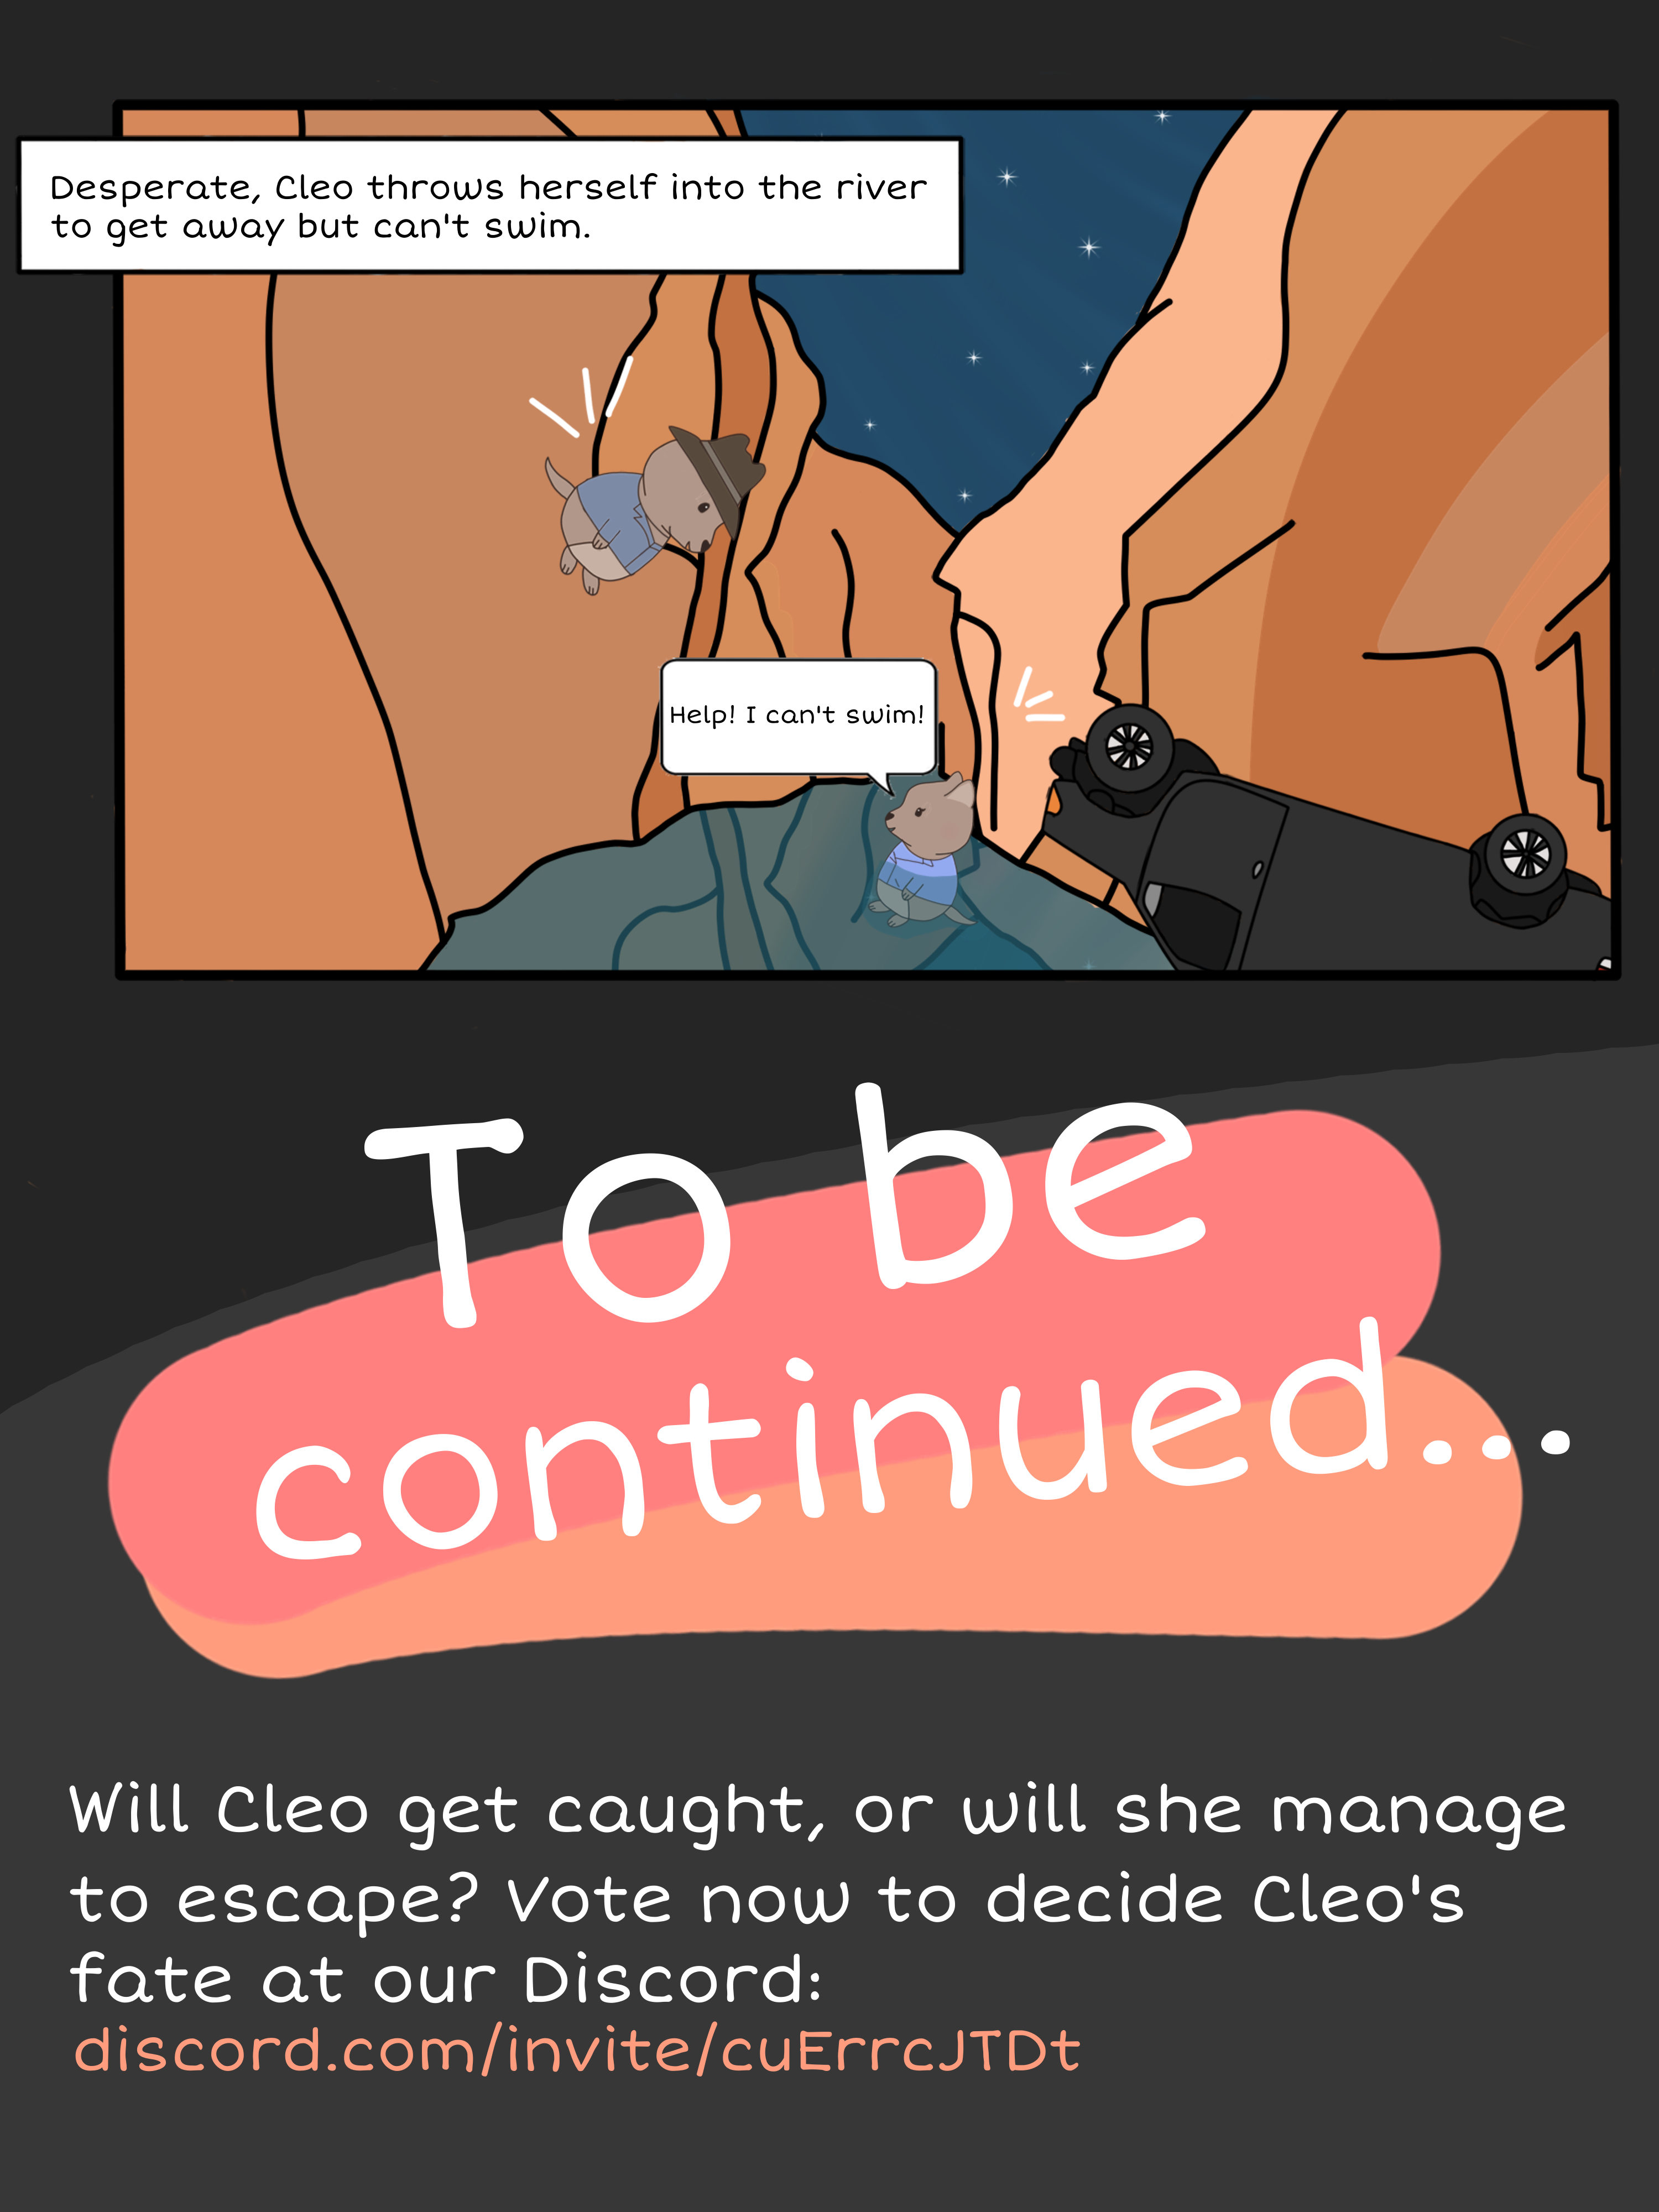 Desperate, Cleo throws herself into the river
to get away but can't swim.
Help! I can't swim!
To be
continued...
Will Cleo get caught, or will she manage
to escape? Vote now to decide Cleo's
fate at our Discord:
discord.com/invite/cuErrcJTDt